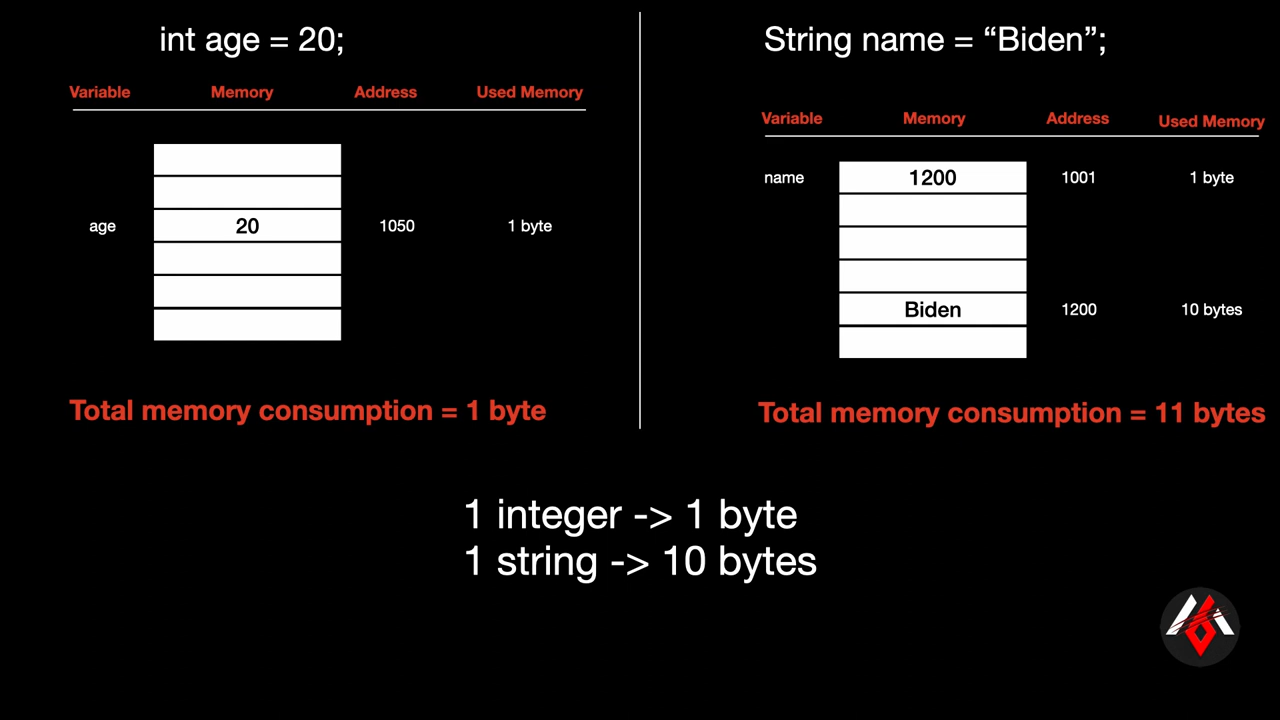 int age = 20;
Variable Memory Address Used Memory
age 20 1050 1 byte
Total memory consumption = 1 byte
String name = “Biden”;
Variable Memory Address Used Memory
name 1200 1001 1 byte
Biden 1200 10 bytes
Total memory consumption = 11 bytes
1 integer -> 1 byte
1 string -> 10 bytes